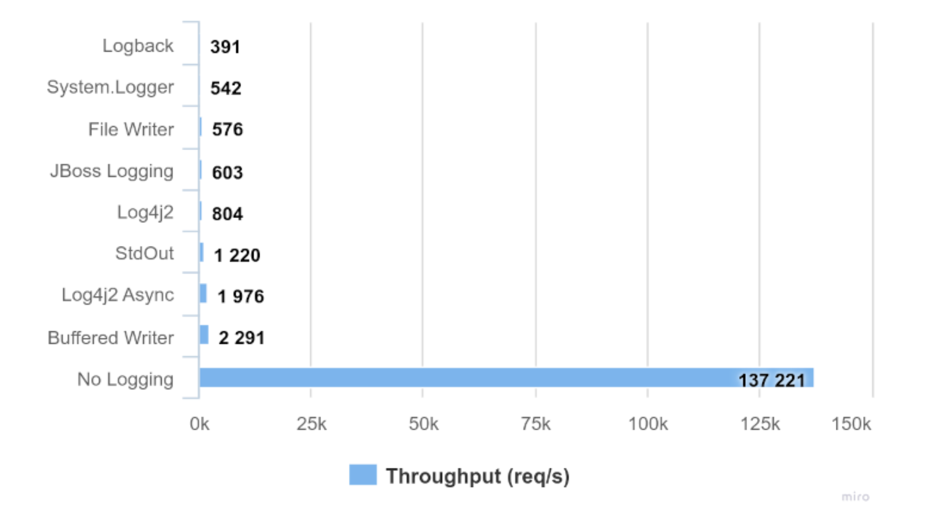 Logback 391
System.Logger 542
File Writer 576
JBoss Logging 603
Log4j2 804
StdOut 1 220
Log4j2 Async 1 976
Buffered Writer 2 291
No Logging 137 221
0k 25k 50k 75k 100k 125k 150k
Throughput (req/s)
miro